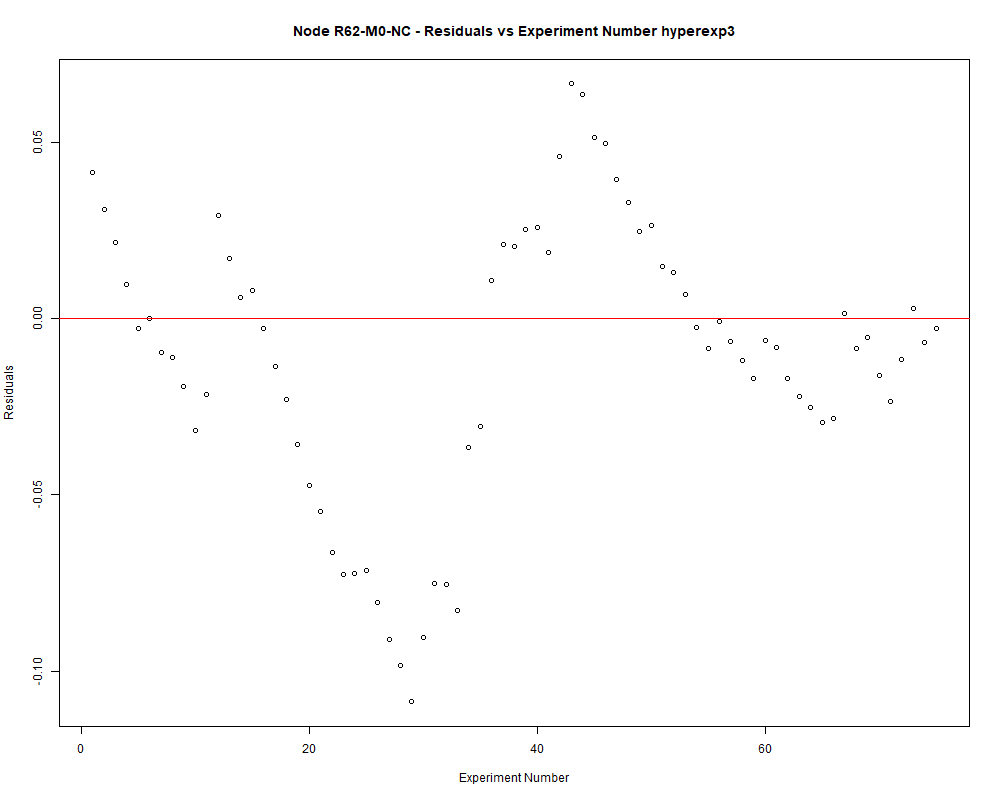 Node R62-M0-NC - Residuals vs Experiment Number hyperexp3
0.05
0.00
-0.05
-0.10
Residuals
0
20
40
60
Experiment Number